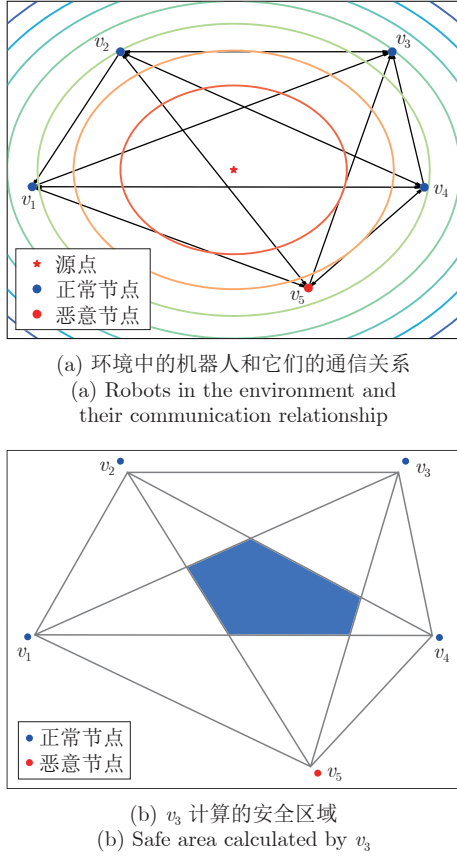 v2
v3
v1
v4
v5
源点
正常节点
恶意节点
(a) 环境中的机器人和它们的通信关系
(a) Robots in the environment and
their communication relationship
v2
v3
v1
v4
正常节点
恶意节点
v5
(b) v3 计算的安全区域
(b) Safe area calculated by v3